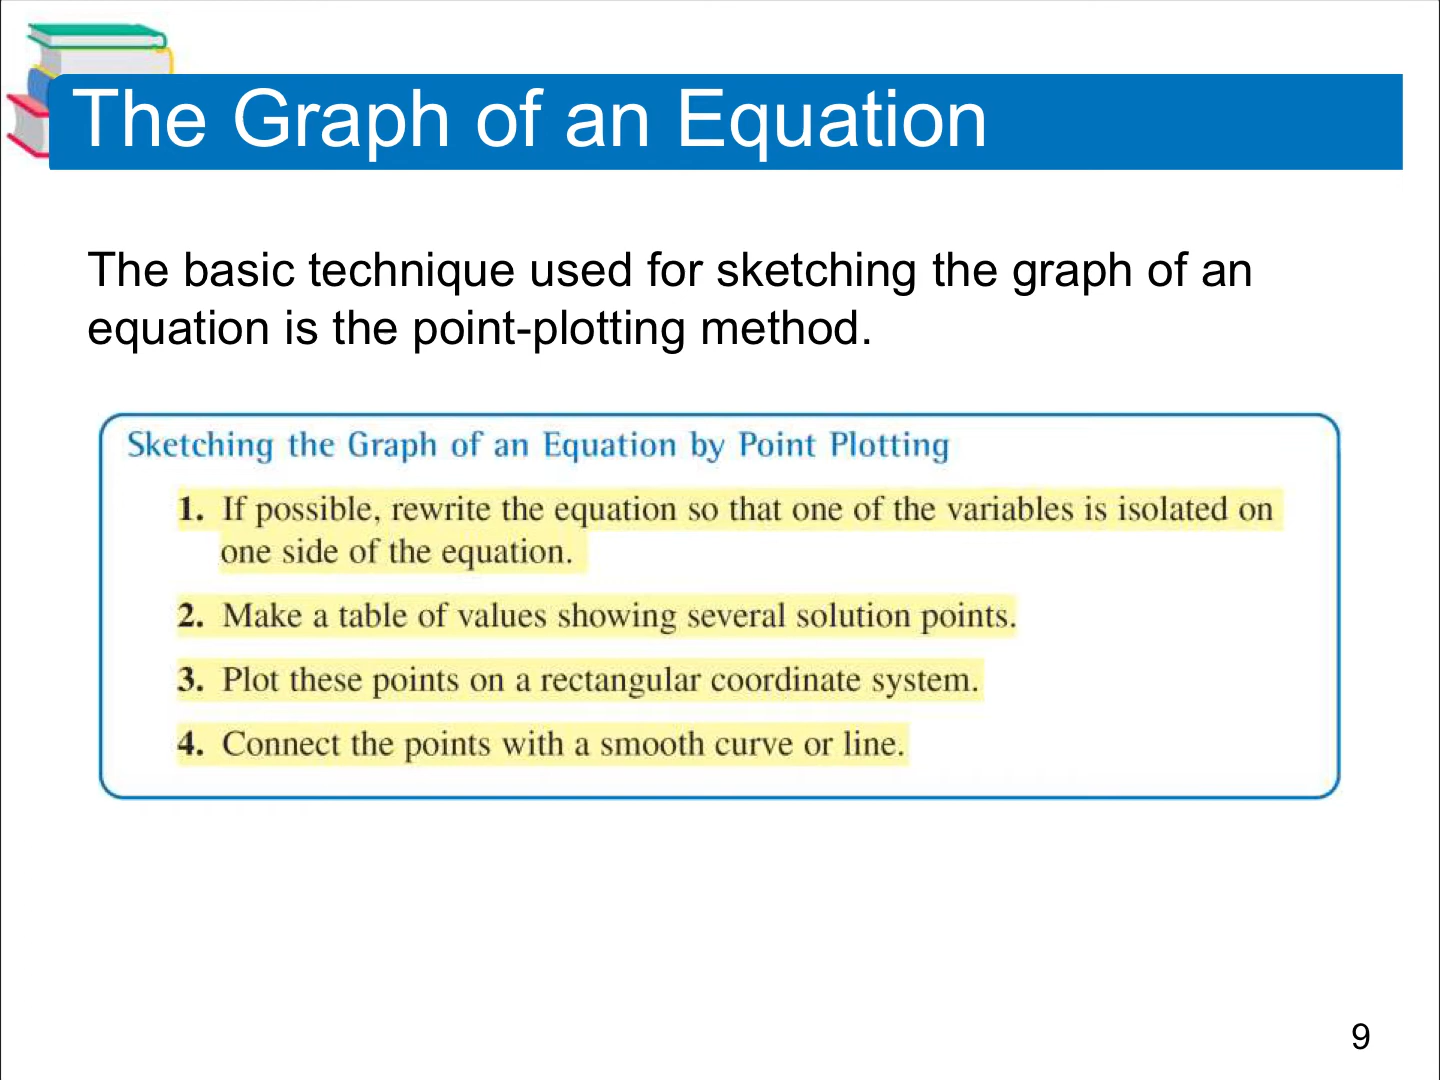 The Graph of an Equation
The basic technique used for sketching the graph of an
equation is the point-plotting method.
Sketching the Graph of an Equation by Point Plotting
1. If possible, rewrite the equation so that one of the variables is isolated on
one side of the equation.
2. Make a table of values showing several solution points.
3. Plot these points on a rectangular coordinate system.
4. Connect the points with a smooth curve or line.
9